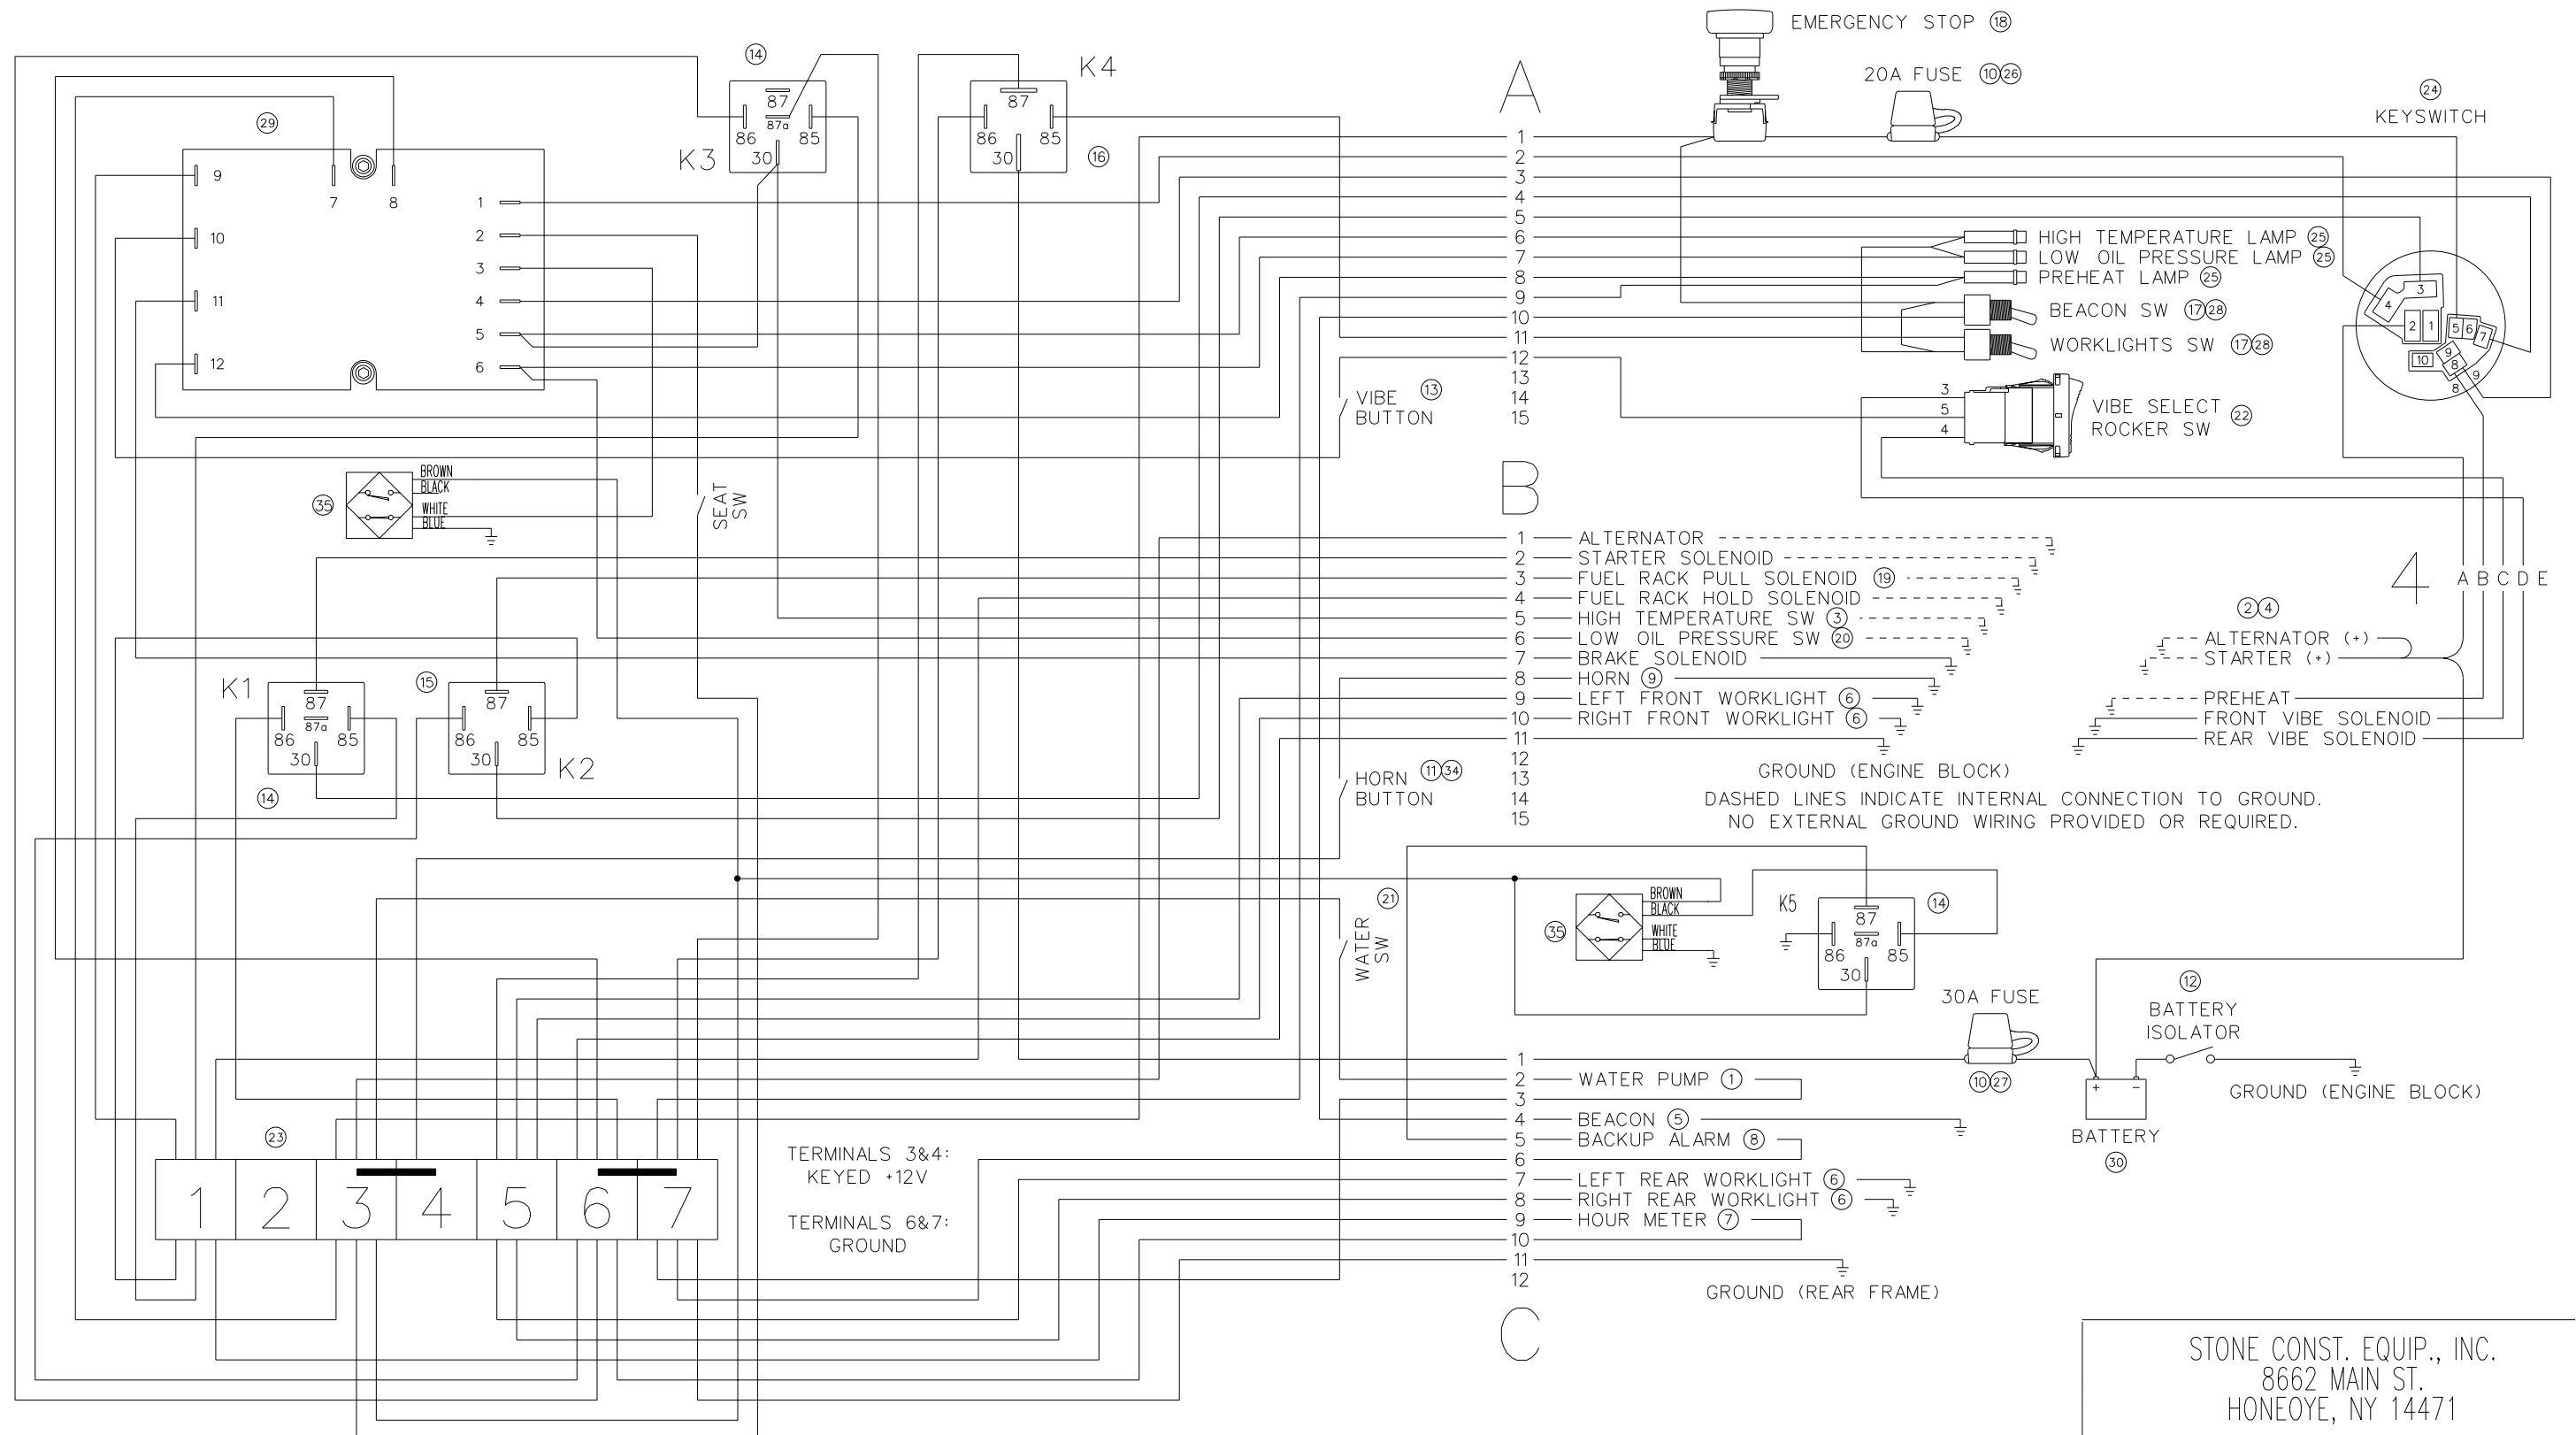 EMERGENCY STOP 18
20A FUSE 10 26
24
KEYSWITCH
14
K3
87
86 87a 85
30
K4
87
86 85
30
16
29
9
10
11
12
7 8
1
2
3
4
5
6
A
1
2
3
4
5
6
7
8
9
10
11
12
13
14
15
HIGH TEMPERATURE LAMP 25
LOW OIL PRESSURE LAMP 25
PREHEAT LAMP 25
BEACON SW 17 28
WORKLIGHTS SW 17 28
3
4
2 1
5 6 7
10 9
8
9
8
VIBE 13
BUTTON
3
5
4
VIBE SELECT 22
ROCKER SW
35
BROWN
BLACK
WHITE
BLUE
SEAT
SW
B
1 ALTERNATOR
2 STARTER SOLENOID
3 FUEL RACK PULL SOLENOID 19
4 FUEL RACK HOLD SOLENOID
5 HIGH TEMPERATURE SW 3
6 LOW OIL PRESSURE SW 20
7 BRAKE SOLENOID
8 HORN 9
9 LEFT FRONT WORKLIGHT 6
10 RIGHT FRONT WORKLIGHT 6
11
12
13
14
15
GROUND (ENGINE BLOCK)
DASHED LINES INDICATE INTERNAL CONNECTION TO GROUND.
NO EXTERNAL GROUND WIRING PROVIDED OR REQUIRED.
4 A B C D E
2 4
ALTERNATOR (+)
STARTER (+)
PREHEAT
FRONT VIBE SOLENOID
REAR VIBE SOLENOID
K1
87
86 87a 85
30
14
15
87
86 85
30
K2
HORN 11 34
BUTTON
21
WATER
SW
35
BROWN
BLACK
WHITE
BLUE
K5
14
87
86 87a 85
30
30A FUSE
10 27
12
BATTERY
ISOLATOR
GROUND (ENGINE BLOCK)
+ -
BATTERY
30
1
2 WATER PUMP 1
3
4 BEACON 5
5 BACKUP ALARM 8
6
7 LEFT REAR WORKLIGHT 6
8 RIGHT REAR WORKLIGHT 6
9 HOUR METER 7
10
11
12
GROUND (REAR FRAME)
C
23
1 2 3 4 5 6 7
TERMINALS 3&4:
KEYED +12V
TERMINALS 6&7:
GROUND
STONE CONST. EQUIP., INC.
8662 MAIN ST.
HONEOYE, NY 14471